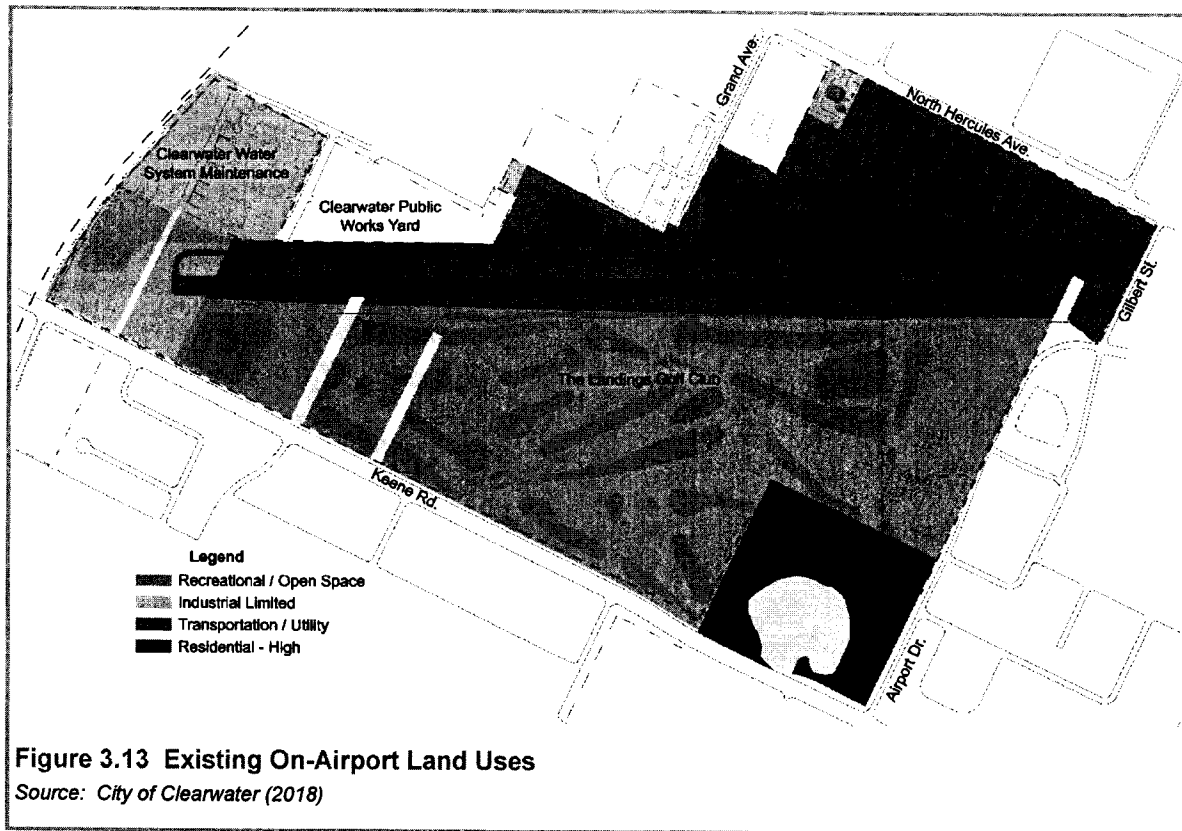 Grand Ave.
North Hercules Ave.
Clearwater Water
System Maintenance
Clearwater Public
Works Yard
Gilbert St.
The Landings Golf Club
Keene Rd.
Airport Dr.
Legend
Recreational / Open Space
Industrial Limited
Transportation / Utility
Residential - High
Figure 3.13 Existing On-Airport Land Uses
Source: City of Clearwater (2018)